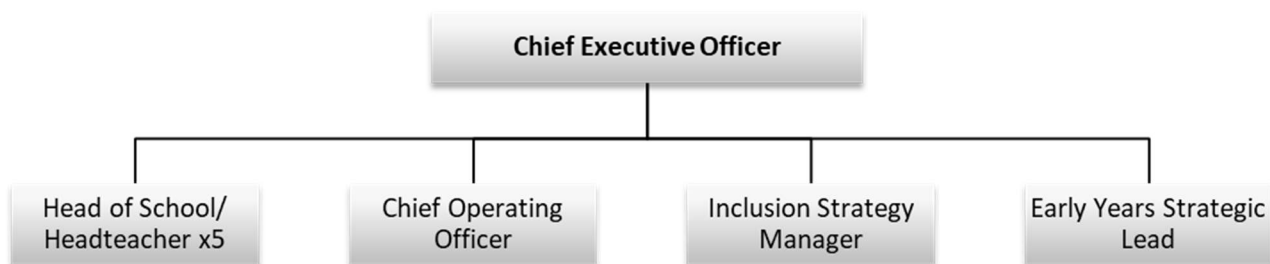 Chief Executive Officer
Head of School/
Headteacher x5
Chief Operating
Officer
Inclusion Strategy
Manager
Early Years Strategic
Lead